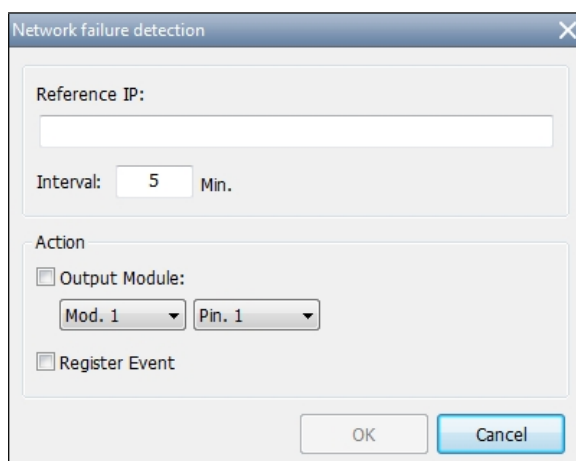 Network failure detection
Reference IP:
Interval: 5 Min.
Action
Output Module:
Mod. 1 Pin. 1
Register Event
OK Cancel